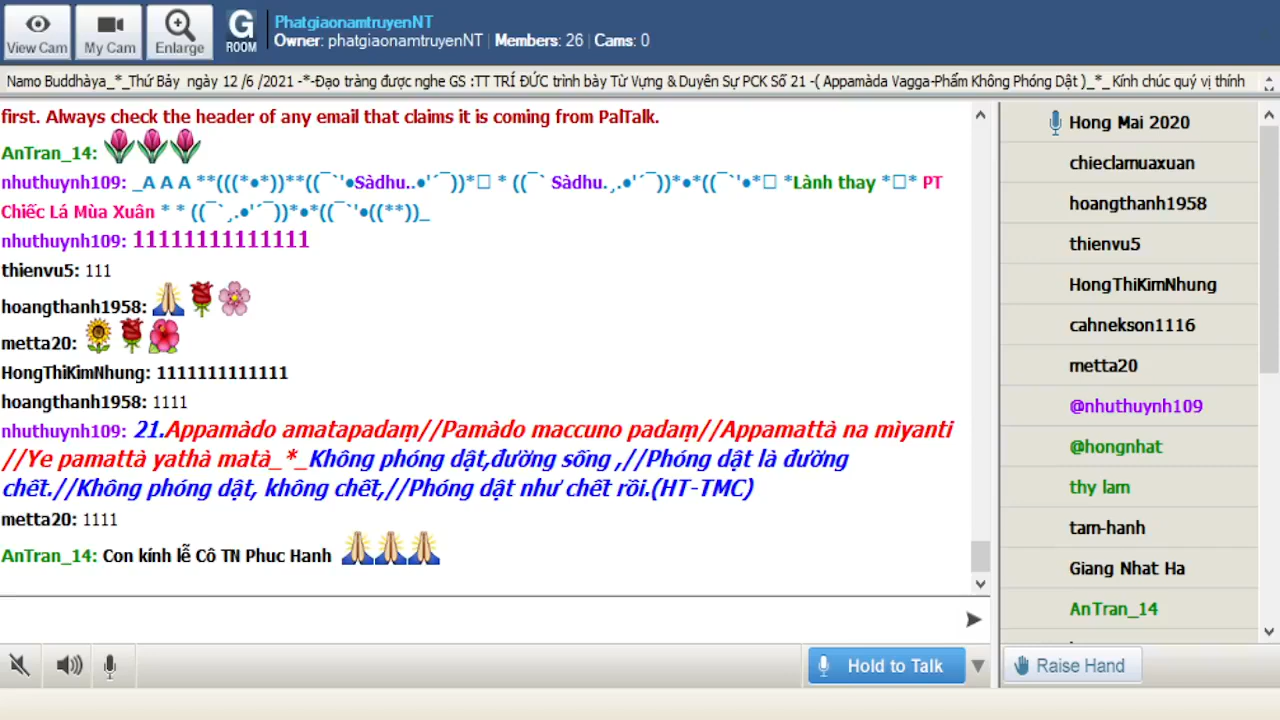 View Cam
My Cam
Enlarge
G
ROOM
PhatgiaonamtruyenNT
Owner: phatgiaonamtruyenNT | Members: 26 | Cams: 0
Namo Buddhàya_*_Thứ Bảy ngày 12 /6 /2021 -*-Đạo tràng được nghe GS :TT TRÍ ĐỨC trình bày Từ Vựng & Duyên Sự PCK Số 21 -( Appamàda Vagga-Phẩm Không Phóng Dật )_*_Kính chúc quý vị thính
first. Always check the header of any email that claims it is coming from PalTalk.
AnTran_14:
nhuthuynh109: _A A A **(((*•*))**((¯`'•Sàdhu..•'´¯))*□ * ((¯` Sàdhu.¸.•'´¯))*•*((¯`'•*□ *Lành thay *□* PT
Chiếc Lá Mùa Xuân * * ((¯`¸.•'´¯))*•*((¯`'•((**))_
nhuthuynh109: 11111111111111
thienvu5: 111
hoangthanh1958:
metta20:
HongThiKimNhung: 1111111111111
hoangthanh1958: 1111
nhuthuynh109: 21.Appamàdo amatapadaṃ//Pamàdo maccuno padaṃ//Appamattà na mìyanti
//Ye pamattà yathà matà_*_Không phóng dật,đường sống ,//Phóng dật là đường
chết.//Không phóng dật, không chết,//Phóng dật như chết rồi.(HT-TMC)
metta20: 1111
AnTran_14: Con kính lễ Cô TN Phuc Hanh
Hong Mai 2020
chieclamuaxuan
hoangthanh1958
thienvu5
HongThiKimNhung
cahnekson1116
metta20
@nhuthuynh109
@hongnhat
thy lam
tam-hanh
Giang Nhat Ha
AnTran_14
Hold to Talk
Raise Hand